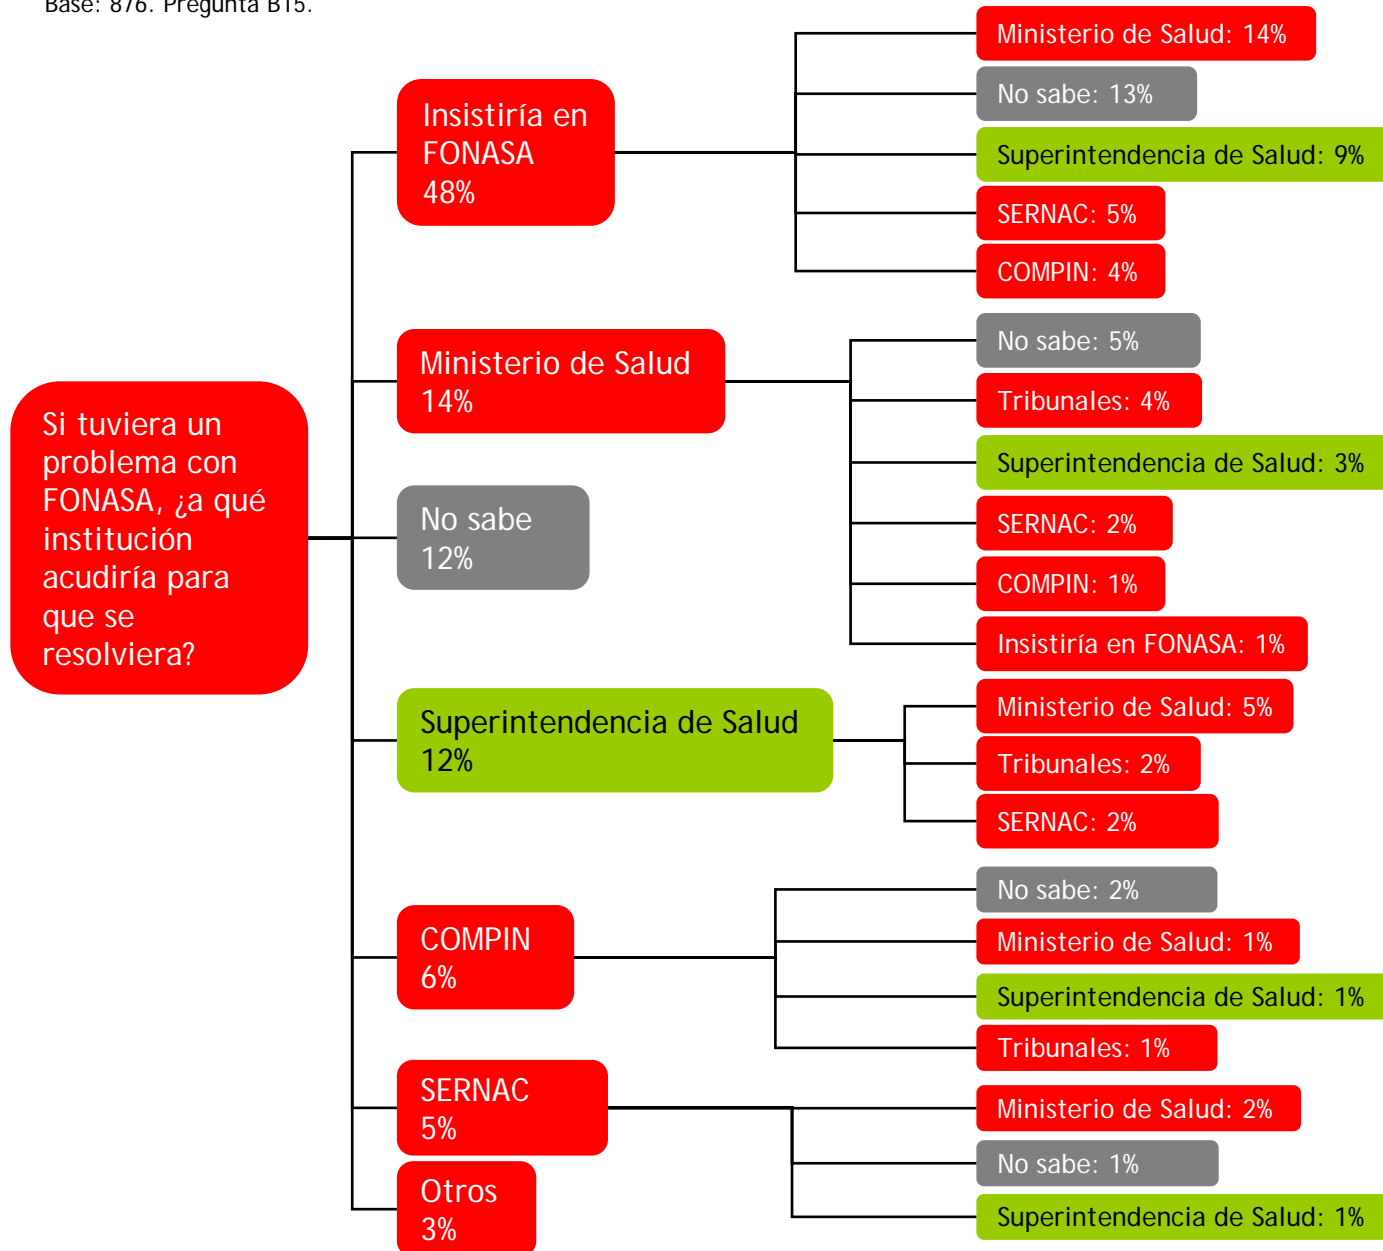 Base: 876. Pregunta B15.
Si tuviera un
problema con
FONASA, ¿a qué
institución
acudiría para
que se
resolviera?
Insistiría en
FONASA
48%
Ministerio de Salud: 14%
No sabe: 13%
Superintendencia de Salud: 9%
SERNAC: 5%
COMPIN: 4%
Ministerio de Salud
14%
No sabe: 5%
Tribunales: 4%
Superintendencia de Salud: 3%
SERNAC: 2%
COMPIN: 1%
Insistiría en FONASA: 1%
No sabe
12%
Superintendencia de Salud
12%
Ministerio de Salud: 5%
Tribunales: 2%
SERNAC: 2%
COMPIN
6%
No sabe: 2%
Ministerio de Salud: 1%
Superintendencia de Salud: 1%
Tribunales: 1%
SERNAC
5%
Ministerio de Salud: 2%
No sabe: 1%
Superintendencia de Salud: 1%
Otros
3%